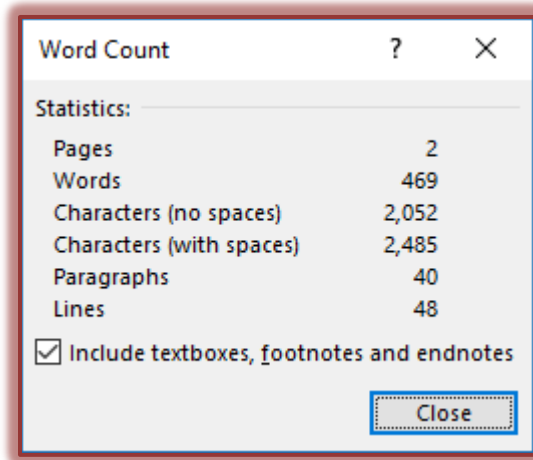 Word Count ?
Statistics:
Pages 2
Words 469
Characters (no spaces) 2,052
Characters (with spaces) 2,485
Paragraphs 40
Lines 48
Include textboxes, footnotes and endnotes
Close